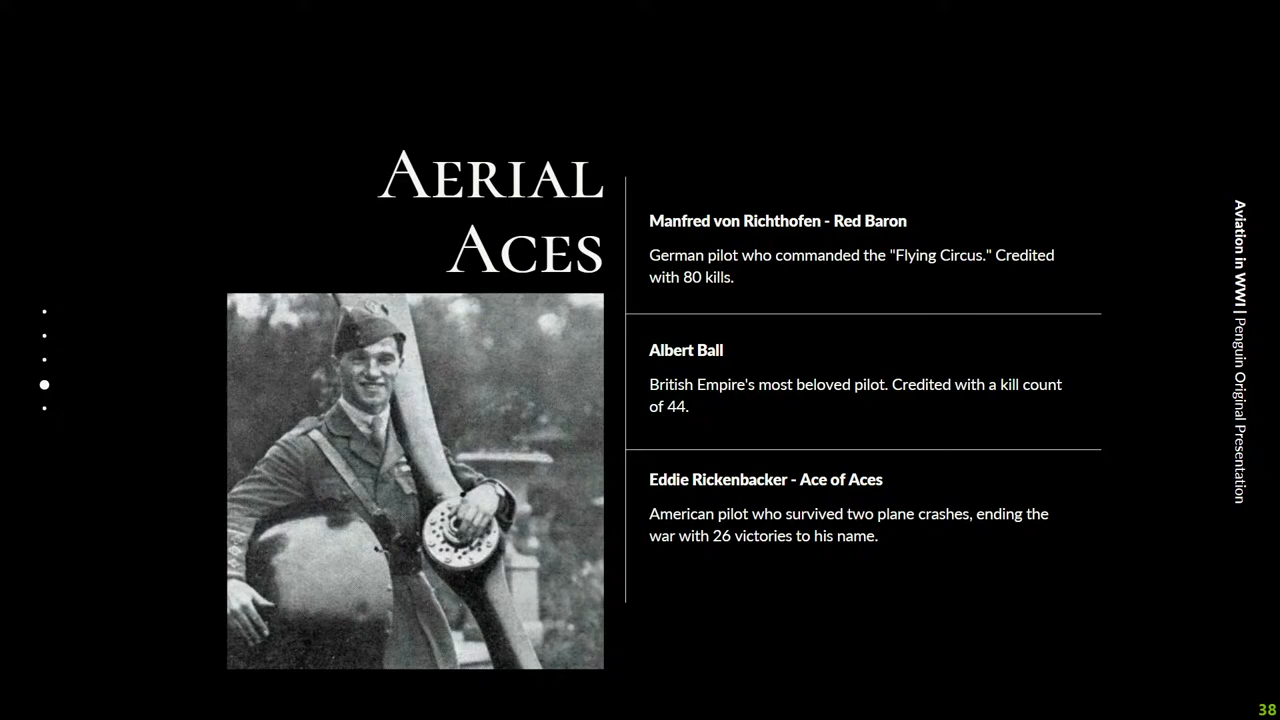 AERIAL
ACES
Manfred von Richthofen - Red Baron
German pilot who commanded the "Flying Circus." Credited
with 80 kills.
Albert Ball
British Empire's most beloved pilot. Credited with a kill count
of 44.
Eddie Rickenbacker - Ace of Aces
American pilot who survived two plane crashes, ending the
war with 26 victories to his name.
Aviation in WWI | Penguin Original Presentation
38